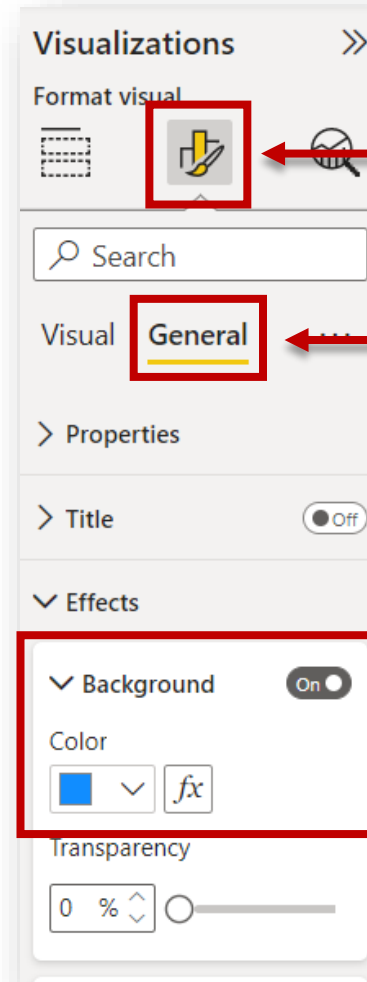 Visualizations
Format visual
Search
Visual General ...
Properties
Title Off
Effects
Background On
Color
fx
Transparency
0 %